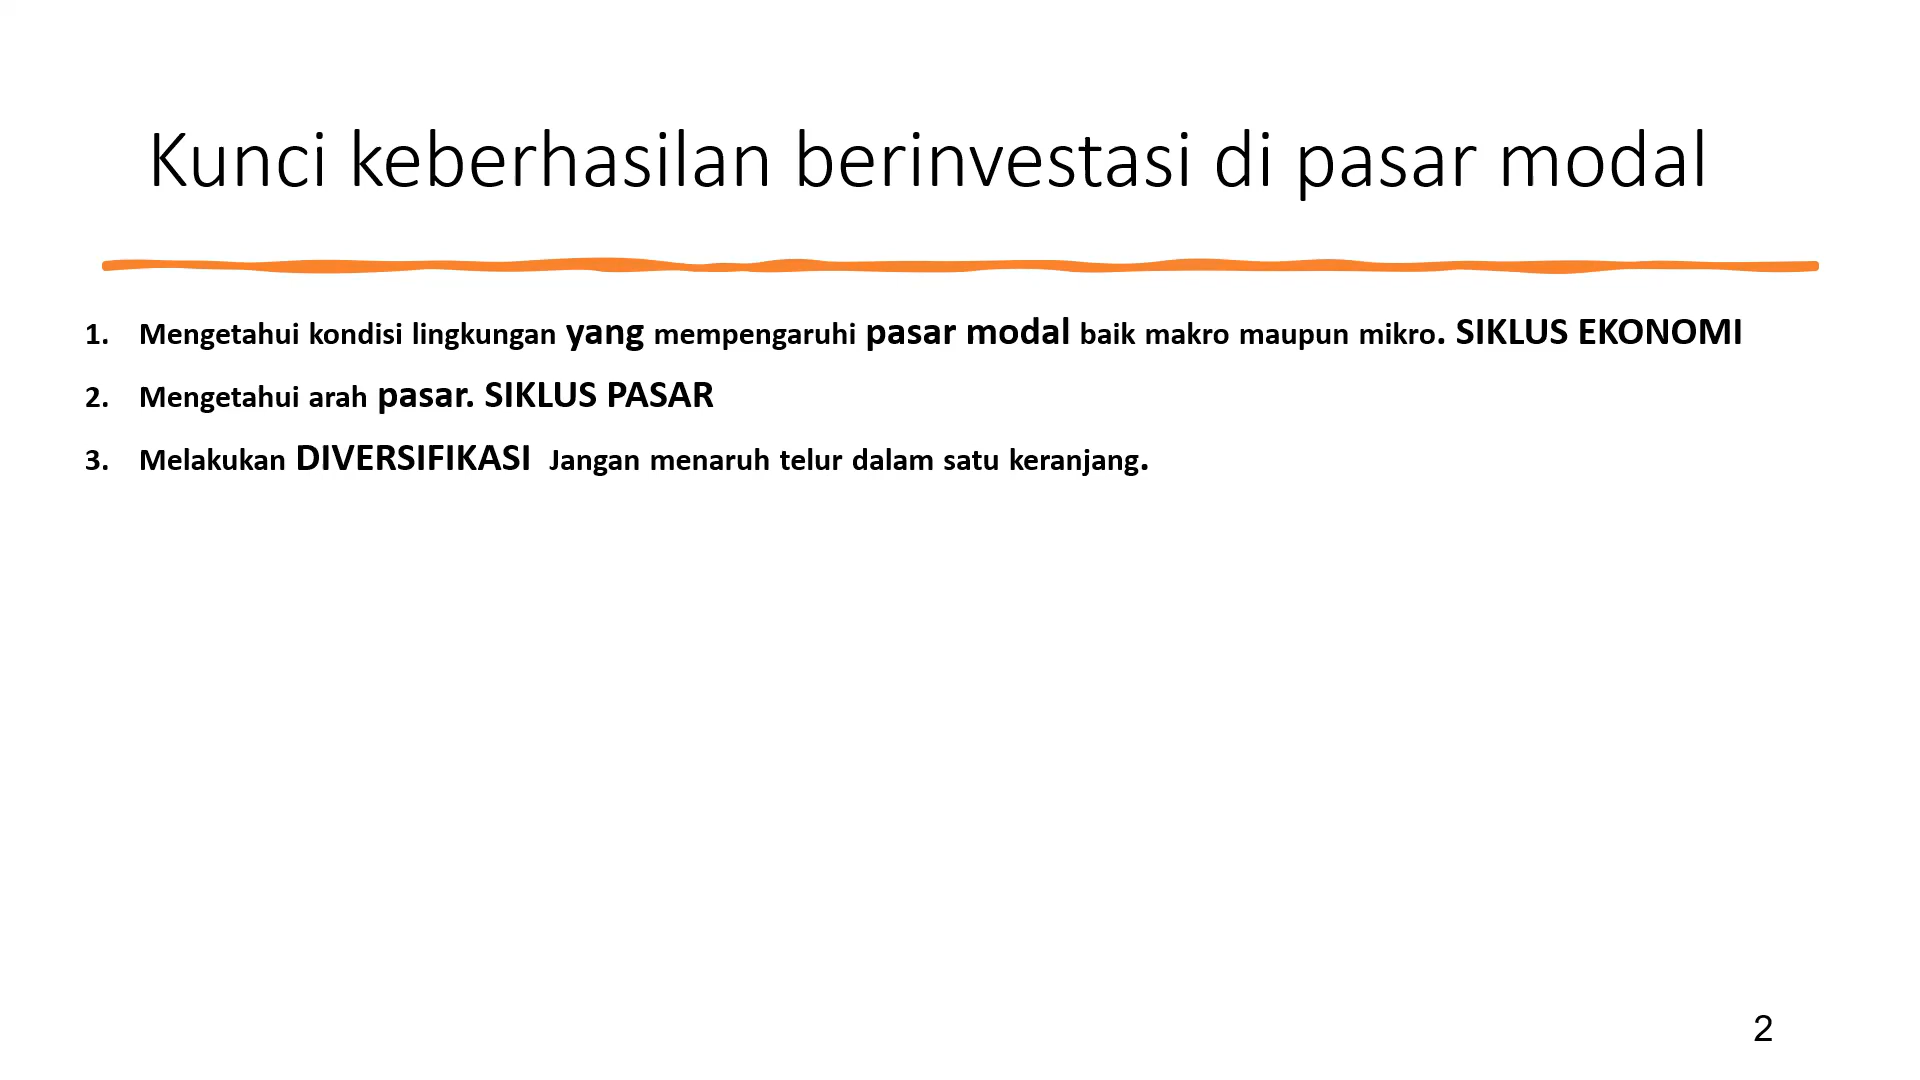 Kunci keberhasilan berinvestasi di pasar modal
1. Mengetahui kondisi lingkungan yang mempengaruhi pasar modal baik makro maupun mikro. SIKLUS EKONOMI
2. Mengetahui arah pasar. SIKLUS PASAR
3. Melakukan DIVERSIFIKASI Jangan menaruh telur dalam satu keranjang.
2